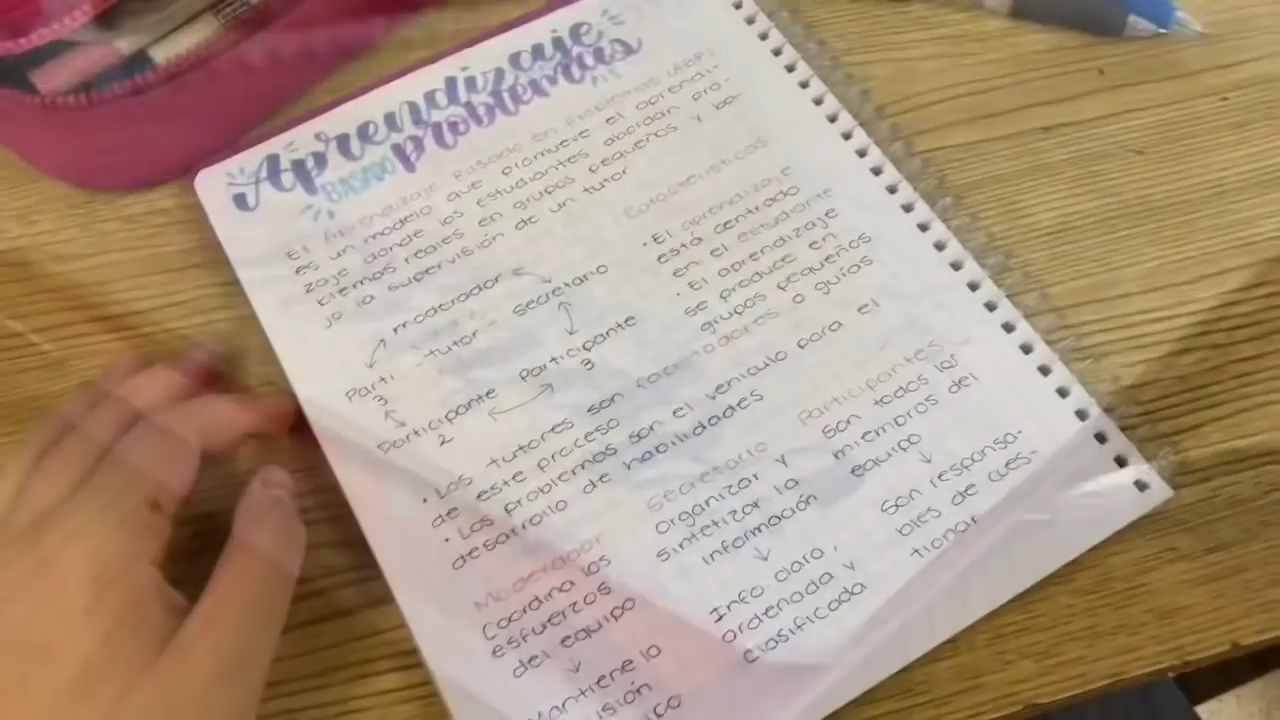 Aprendizaje
BASADO problemas
El Aprendizaje Basado en Problemas (ABP)
es un modelo que promueve el aprendi-
zaje donde los estudiantes abordan pro-
blemas reales en grupos pequeños y ba-
jo la supervisión de un tutor
moderador
tutor - secretario
Parti
3
Participante
2
Participante
3
Características
• El aprendizaje
está centrado
en el estudiante
• El aprendizaje
se produce en
grupos pequeños
• Los tutores son facilitadores o guías
de este proceso
• Los problemas son el vehiculo para el
desarrollo de habilidades
Moderador
Coordina los
esfuerzos
del equipo
↓
Mantiene la
Secretario
organizar y
sintetizar la
información
↓
Info. clara,
ordenada y
clasificada
Participantes
Son todos los
miembros del
equipo
↓
Son responsa-
bles de cues-
tionar